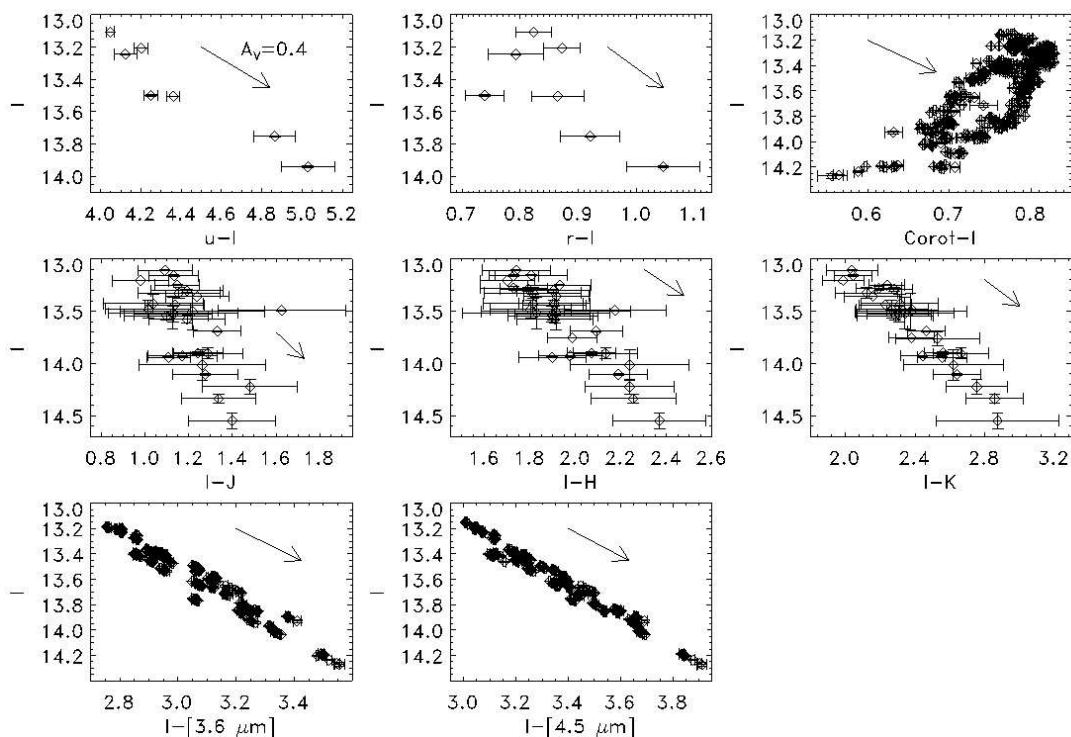 13.0
13.2
13.4
13.6
13.8
14.0
I
A_V=0.4
4.0 4.2 4.4 4.6 4.8 5.0 5.2
u-I
13.0
13.2
13.4
13.6
13.8
14.0
I
0.7 0.8 0.9 1.0 1.1
r-I
13.0
13.2
13.4
13.6
13.8
14.0
14.2
I
0.6 0.7 0.8
Corot-I
13.0
13.5
14.0
14.5
I
0.8 1.0 1.2 1.4 1.6 1.8
I-J
13.0
13.5
14.0
14.5
I
1.6 1.8 2.0 2.2 2.4 2.6
I-H
13.0
13.5
14.0
14.5
I
2.0 2.4 2.8 3.2
I-K
13.0
13.2
13.4
13.6
13.8
14.0
14.2
I
2.8 3.0 3.2 3.4
I-[3.6 μm]
13.0
13.2
13.4
13.6
13.8
14.0
14.2
I
3.0 3.2 3.4 3.6 3.8
I-[4.5 μm]